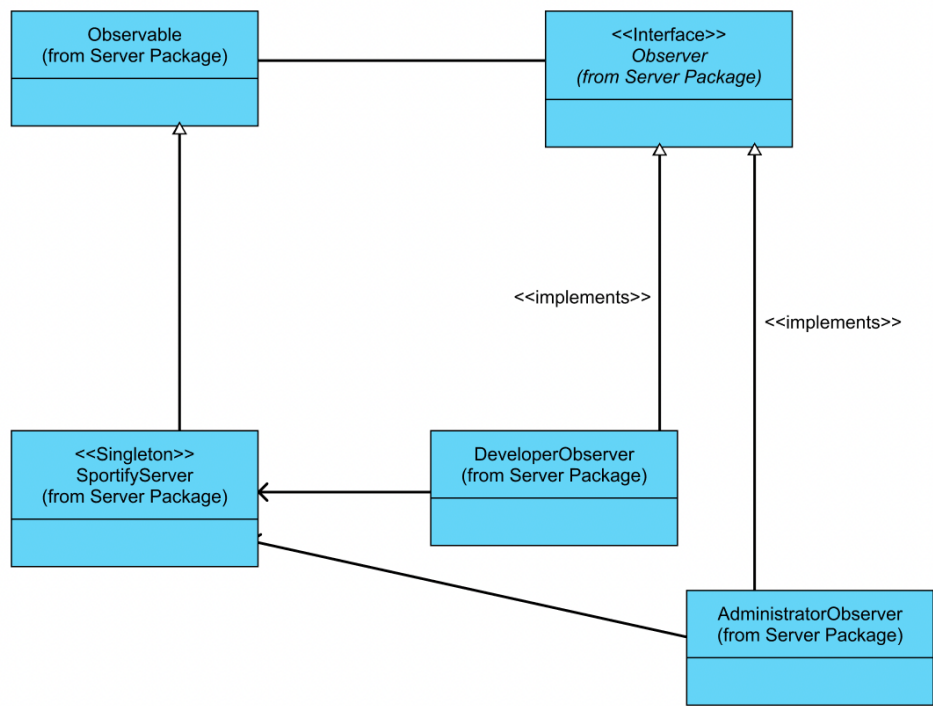 Observable
(from Server Package)
<<Interface>>
Observer
(from Server Package)
<<implements>>
<<implements>>
<<Singleton>>
SportifyServer
(from Server Package)
DeveloperObserver
(from Server Package)
AdministratorObserver
(from Server Package)